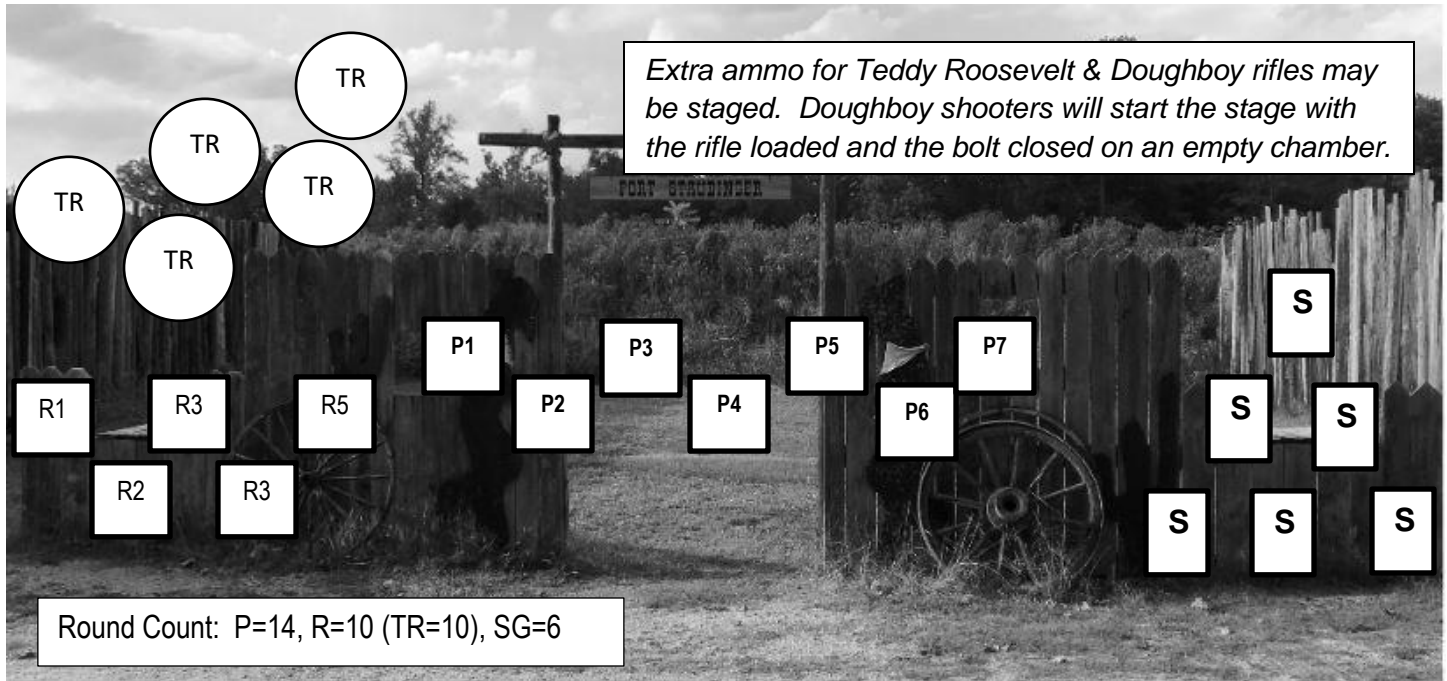 TR
TR
TR
TR
TR
Extra ammo for Teddy Roosevelt & Doughboy rifles may
be staged.  Doughboy shooters will start the stage with
the rifle loaded and the bolt closed on an empty chamber.
FORT STAUBINGER
S
P1
P3
P5
P7
R1
R3
R5
P2
P4
P6
S
S
R2
R3
S
S
S
Round Count:  P=14, R=10 (TR=10), SG=6